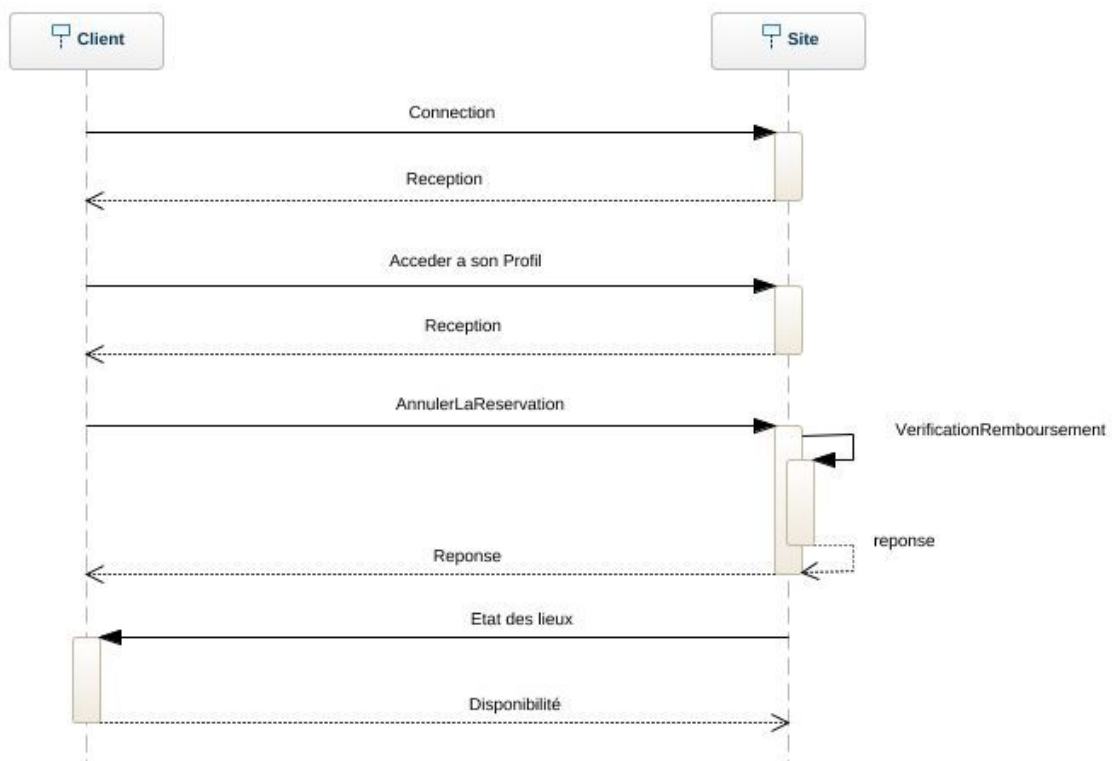 Client
Site
Connection
Reception
Acceder a son Profil
Reception
AnnulerLaReservation
VerificationRemboursement
reponse
Reponse
Etat des lieux
Disponibilité